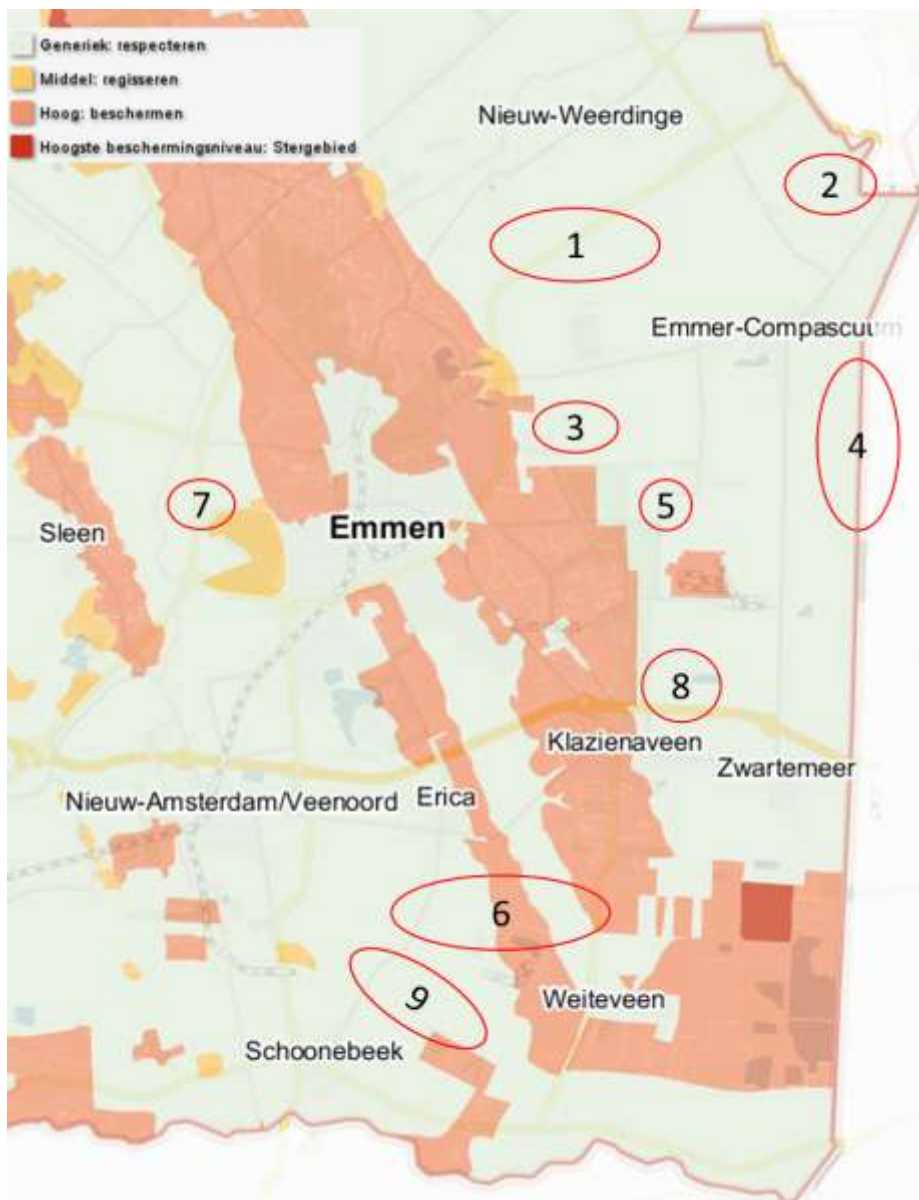 Generiek: respecteren
Middel: regisseren
Hoog: beschermen
Hoogste beschermingsniveau: Stergebied
Nieuw-Weerdinge
2
1
Emmer-Compascuum
3
4
7
5
Sleen
Emmen
8
Klazienaveen
Zwartemeer
Nieuw-Amsterdam/Veenoord
Erica
6
9
Weiteveen
Schoonebeek